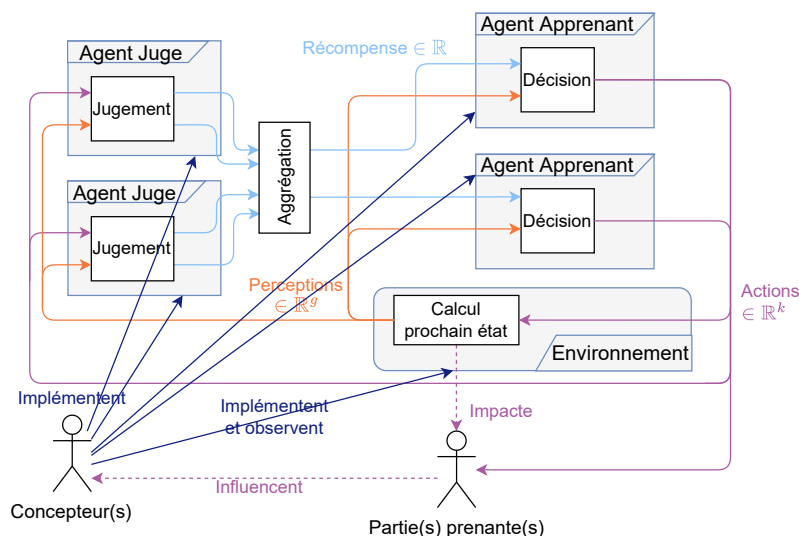 Agent Juge
Jugement
Agent Juge
Jugement
Récompense ∈ ℝ
Aggrégation
Agent Apprenant
Décision
Agent Apprenant
Décision
Perceptions
∈ ℝ^g
Calcul
prochain état
Environnement
Actions
∈ ℝ^k
Implémentent
Implémentent
et observent
Impacte
Influencent
Concepteur(s)
Partie(s) prenante(s)